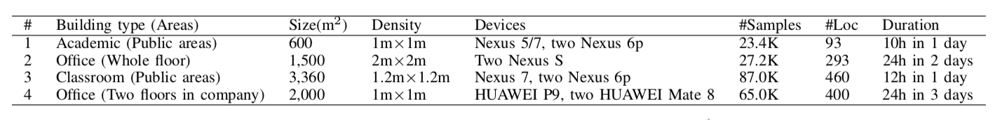 # Building type (Areas) Size(m²) Density Devices #Samples #Loc Duration
1 Academic (Public areas) 600 1m×1m Nexus 5/7, two Nexus 6p 23.4K 93 10h in 1 day
2 Office (Whole floor) 1,500 2m×2m Two Nexus S 27.2K 293 24h in 2 days
3 Classroom (Public areas) 3,360 1.2m×1.2m Nexus 7, two Nexus 6p 87.0K 460 12h in 1 day
4 Office (Two floors in company) 2,000 1m×1m HUAWEI P9, two HUAWEI Mate 8 65.0K 400 24h in 3 days